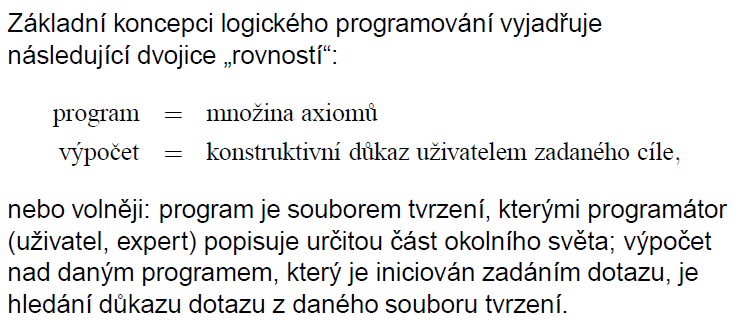 Základní koncepci logického programování vyjadřuje
následující dvojice „rovností“:
program = množina axiomů
výpočet = konstruktivní důkaz uživatelem zadaného cíle,
nebo volněji: program je souborem tvrzení, kterými programátor
(uživatel, expert) popisuje určitou část okolního světa; výpočet
nad daným programem, který je iniciován zadáním dotazu, je
hledání důkazu dotazu z daného souboru tvrzení.